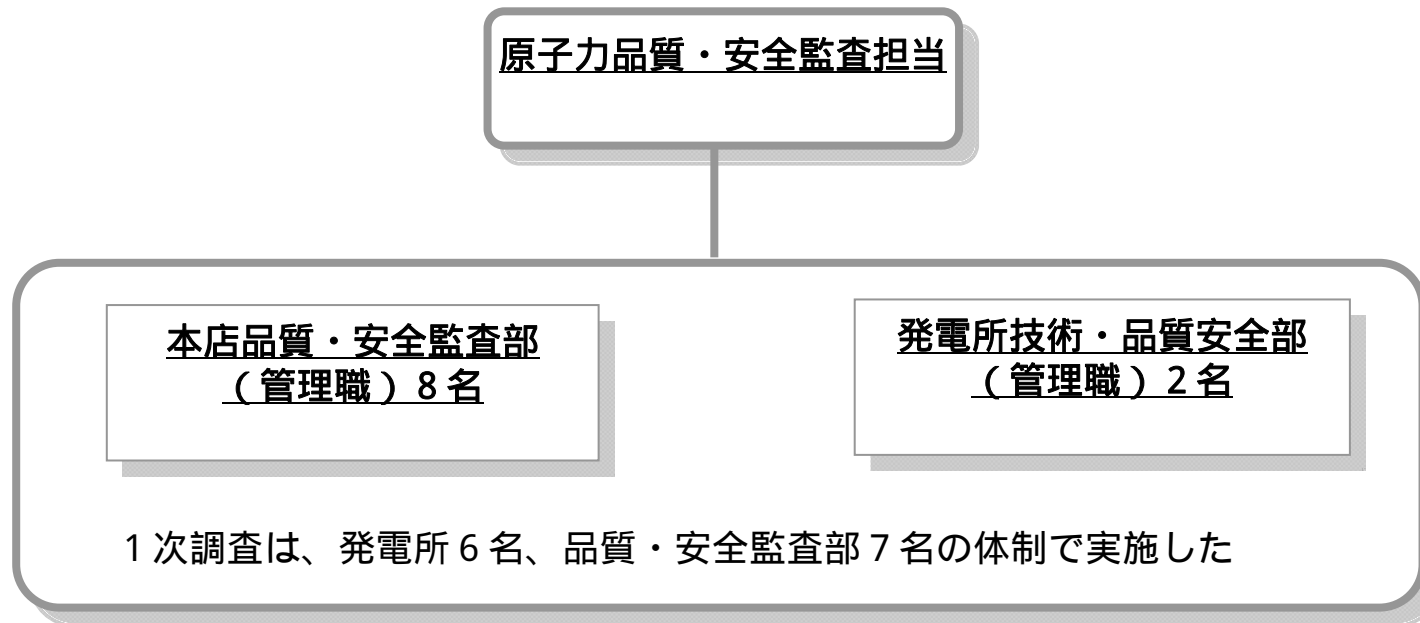 原子力品質・安全監査担当
本店品質・安全監査部
（管理職）8名
発電所技術・品質安全部
（管理職）2名
1次調査は、発電所6名、品質・安全監査部7名の体制で実施した